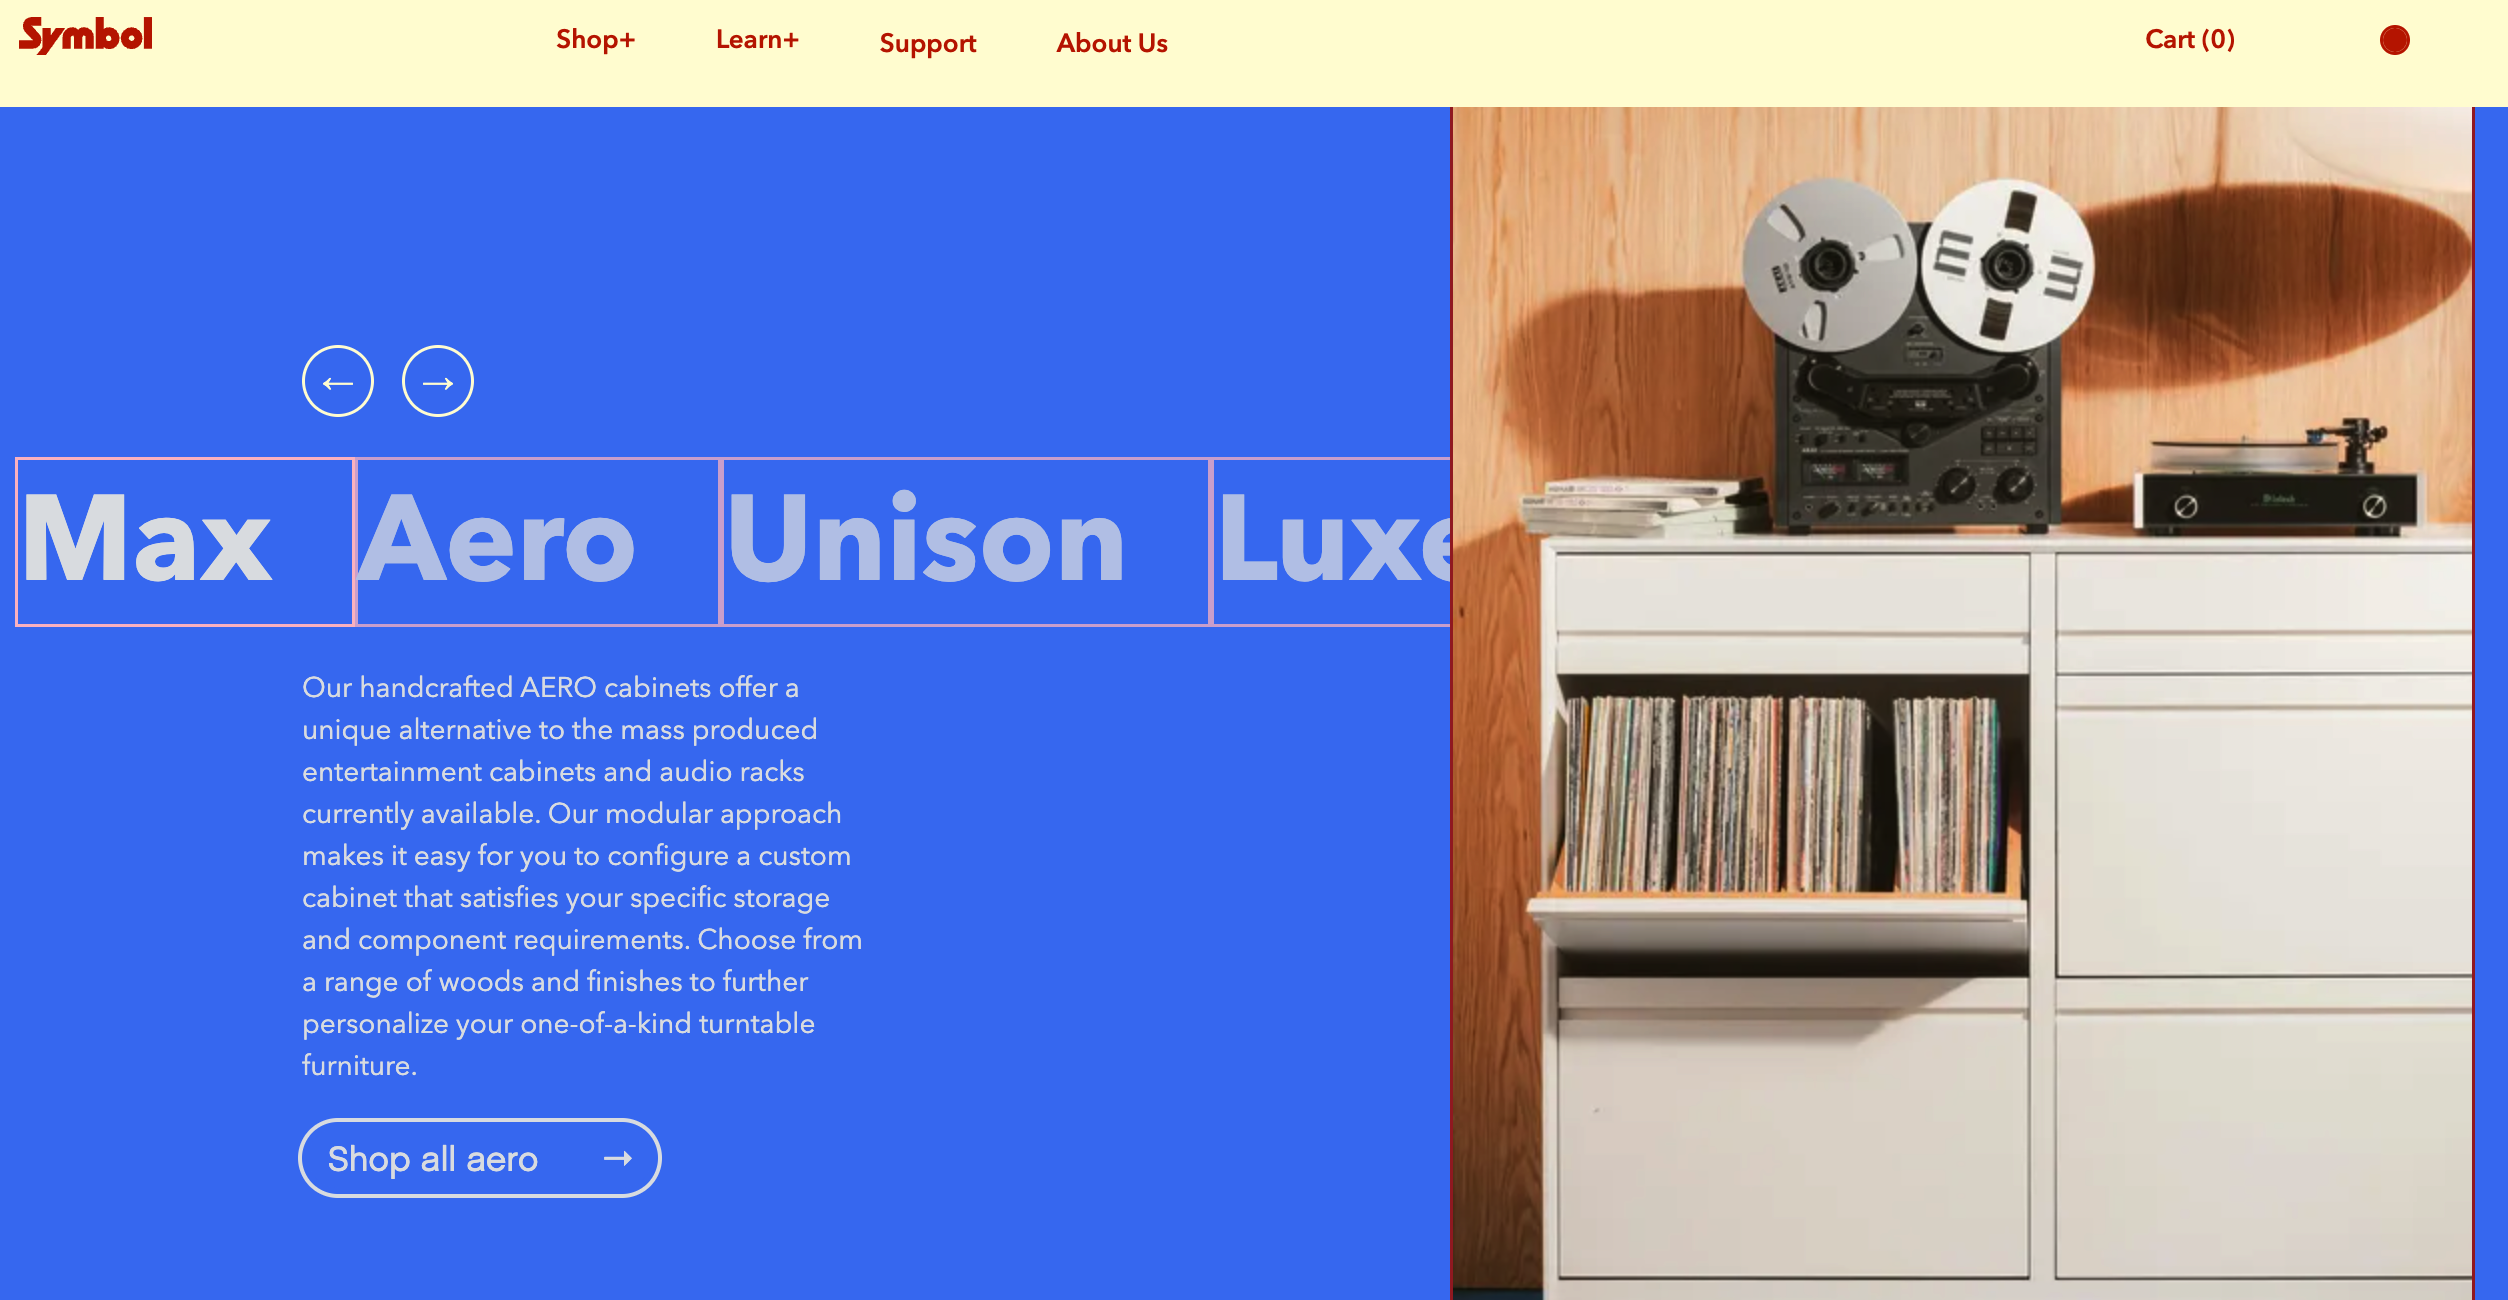 Symbol
Shop+
Learn+
Support
About Us
Cart (0)
←
→
Max
Aero
Unison
Luxe
Our handcrafted AERO cabinets offer a
unique alternative to the mass produced
entertainment cabinets and audio racks
currently available. Our modular approach
makes it easy for you to configure a custom
cabinet that satisfies your specific storage
and component requirements. Choose from
a range of woods and finishes to further
personalize your one-of-a-kind turntable
furniture.
Shop all aero →